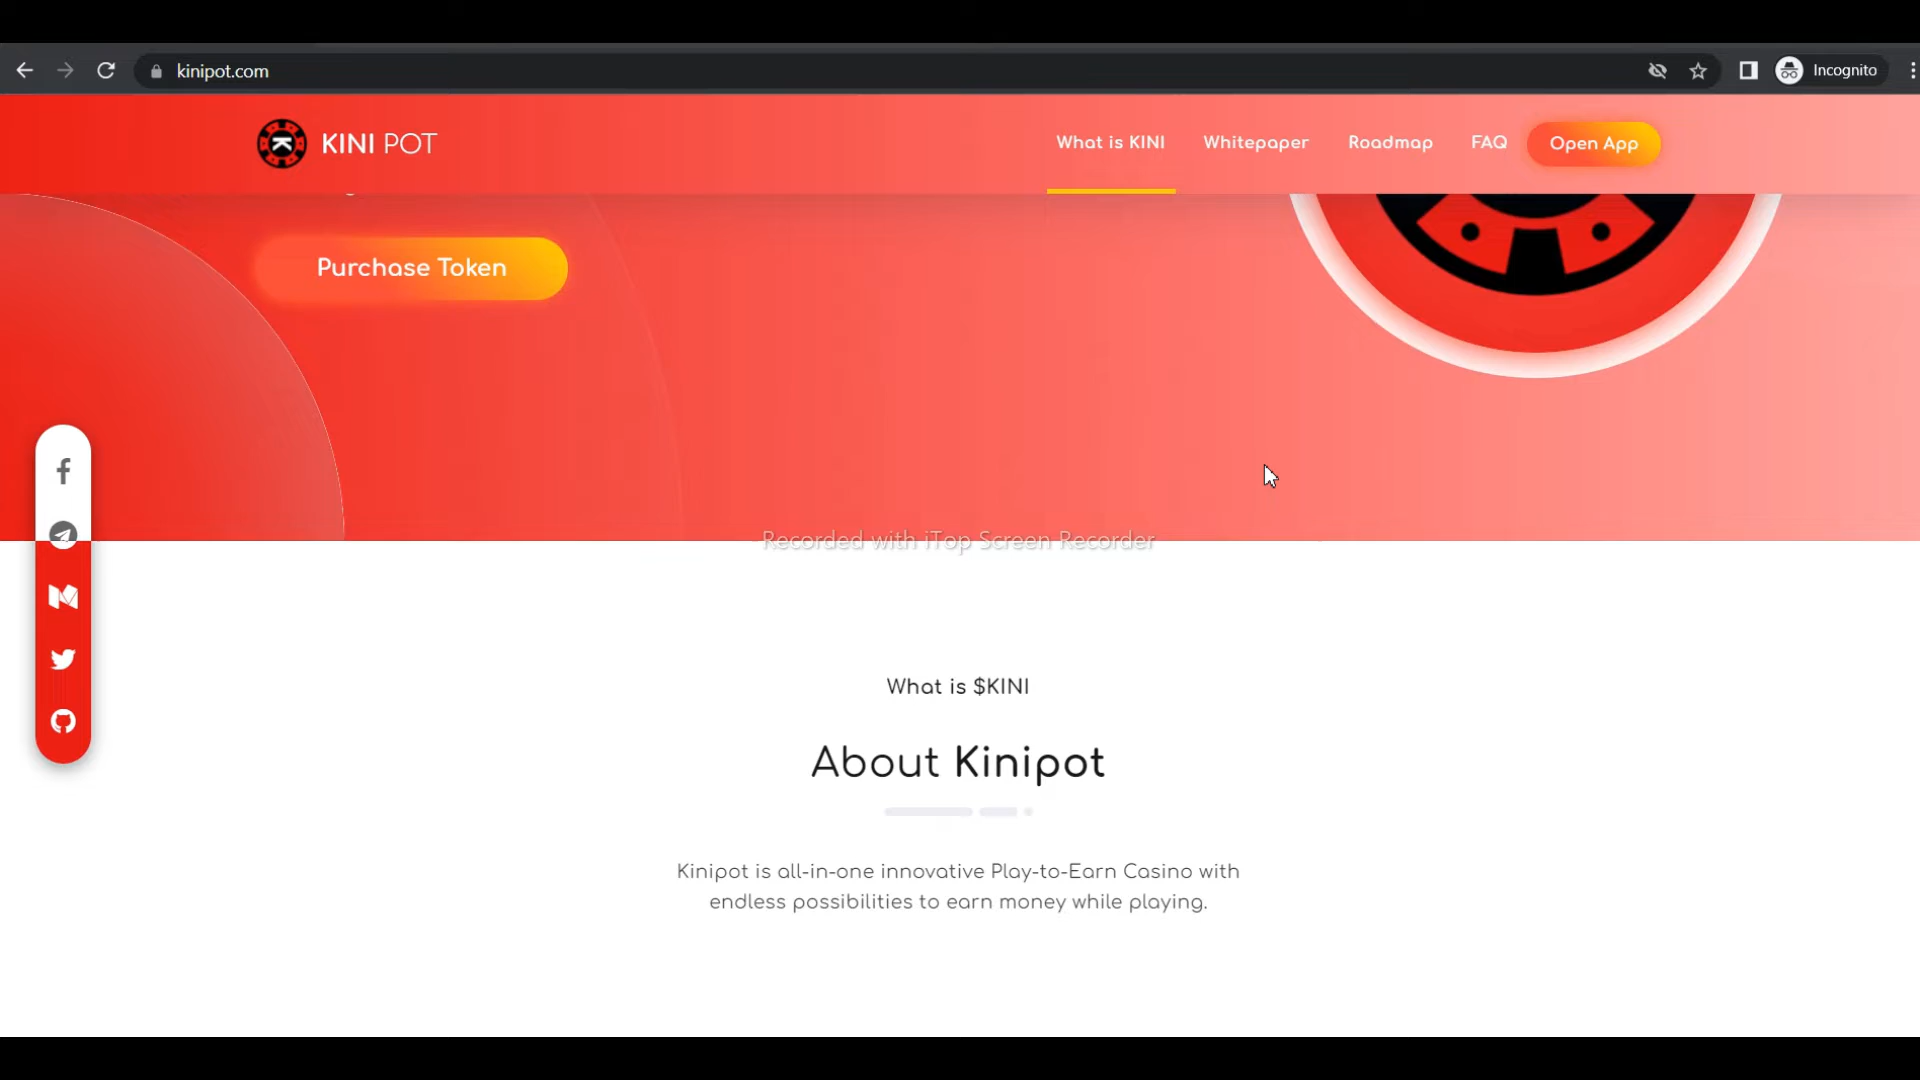 kinipot.com
Incognito
KINI POT
What is KINI
Whitepaper
Roadmap
FAQ
Open App
Purchase Token
Recorded with iTop Screen Recorder
What is $KINI
About Kinipot
Kinipot is all-in-one innovative Play-to-Earn Casino with
endless possibilities to earn money while playing.